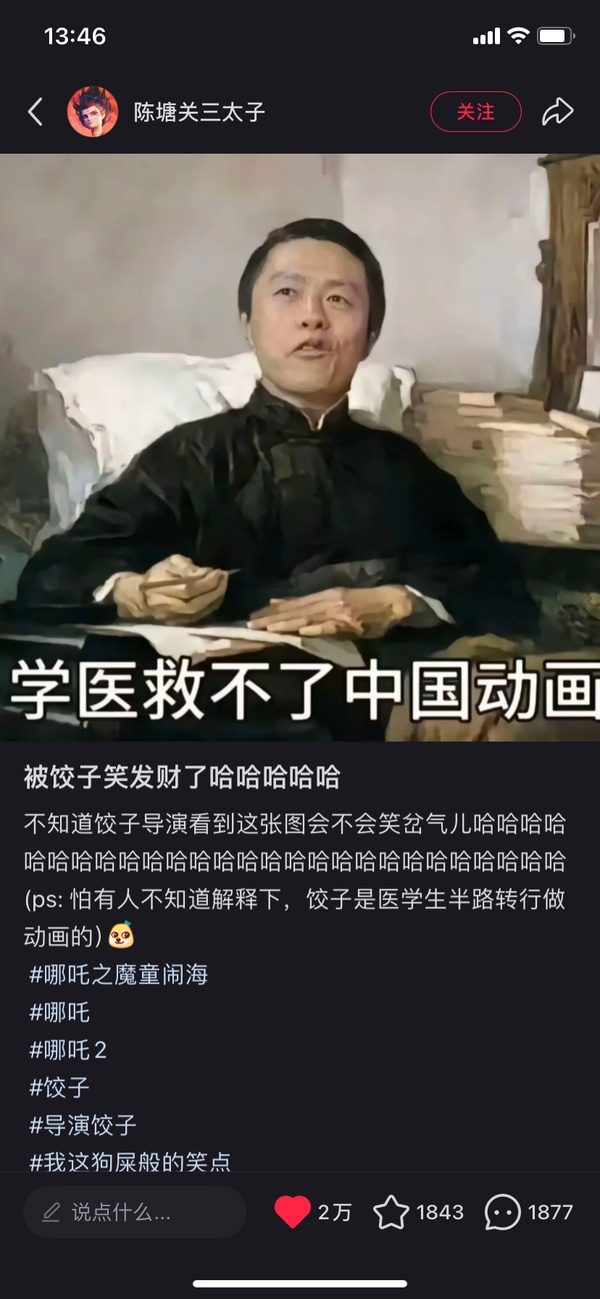 13:46
陈塘关三太子
关注
学医救不了中国动画
被饺子笑发财了哈哈哈哈哈
不知道饺子导演看到这张图会不会笑岔气儿哈哈哈哈
哈哈哈哈哈哈哈哈哈哈哈哈哈哈哈哈哈哈哈哈哈哈哈
(ps: 怕有人不知道解释下，饺子是医学生半路转行做
动画的)
#哪吒之魔童闹海
#哪吒
#哪吒2
#饺子
#导演饺子
#我这狗屎般的笑点
说点什么...
2万
1843
1877